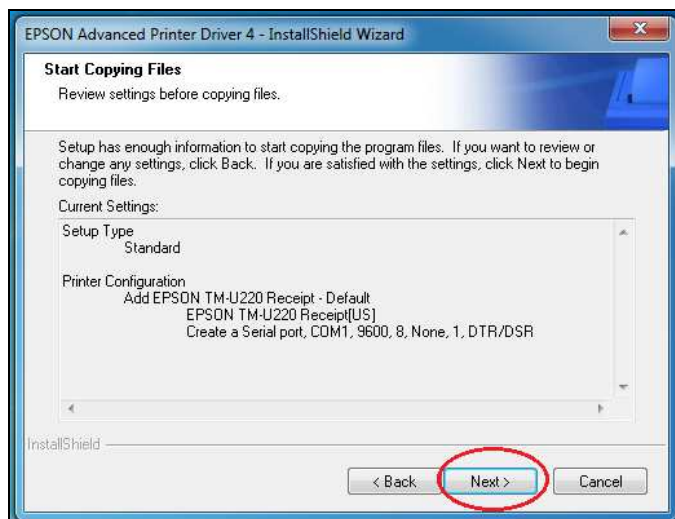 EPSON Advanced Printer Driver 4 - InstallShield Wizard
Start Copying Files
Review settings before copying files.
Setup has enough information to start copying the program files. If you want to review or
change any settings, click Back. If you are satisfied with the settings, click Next to begin
copying files.
Current Settings:
Setup Type
Standard
Printer Configuration
Add EPSON TM-U220 Receipt - Default
EPSON TM-U220 Receipt[US]
Create a Serial port, COM1, 9600, 8, None, 1, DTR/DSR
InstallShield
< Back Next > Cancel